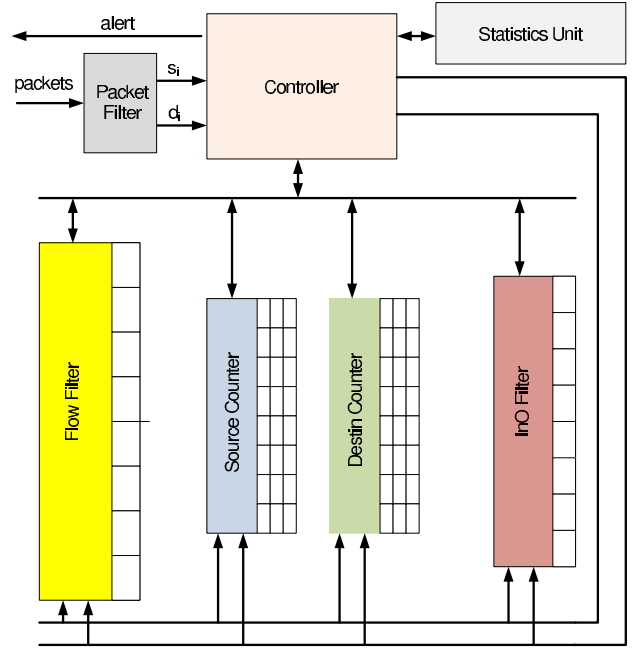 alert
Statistics Unit
packets
Packet
Filter
si
di
Controller
Flow Filter
Source Counter
Destin Counter
InO Filter